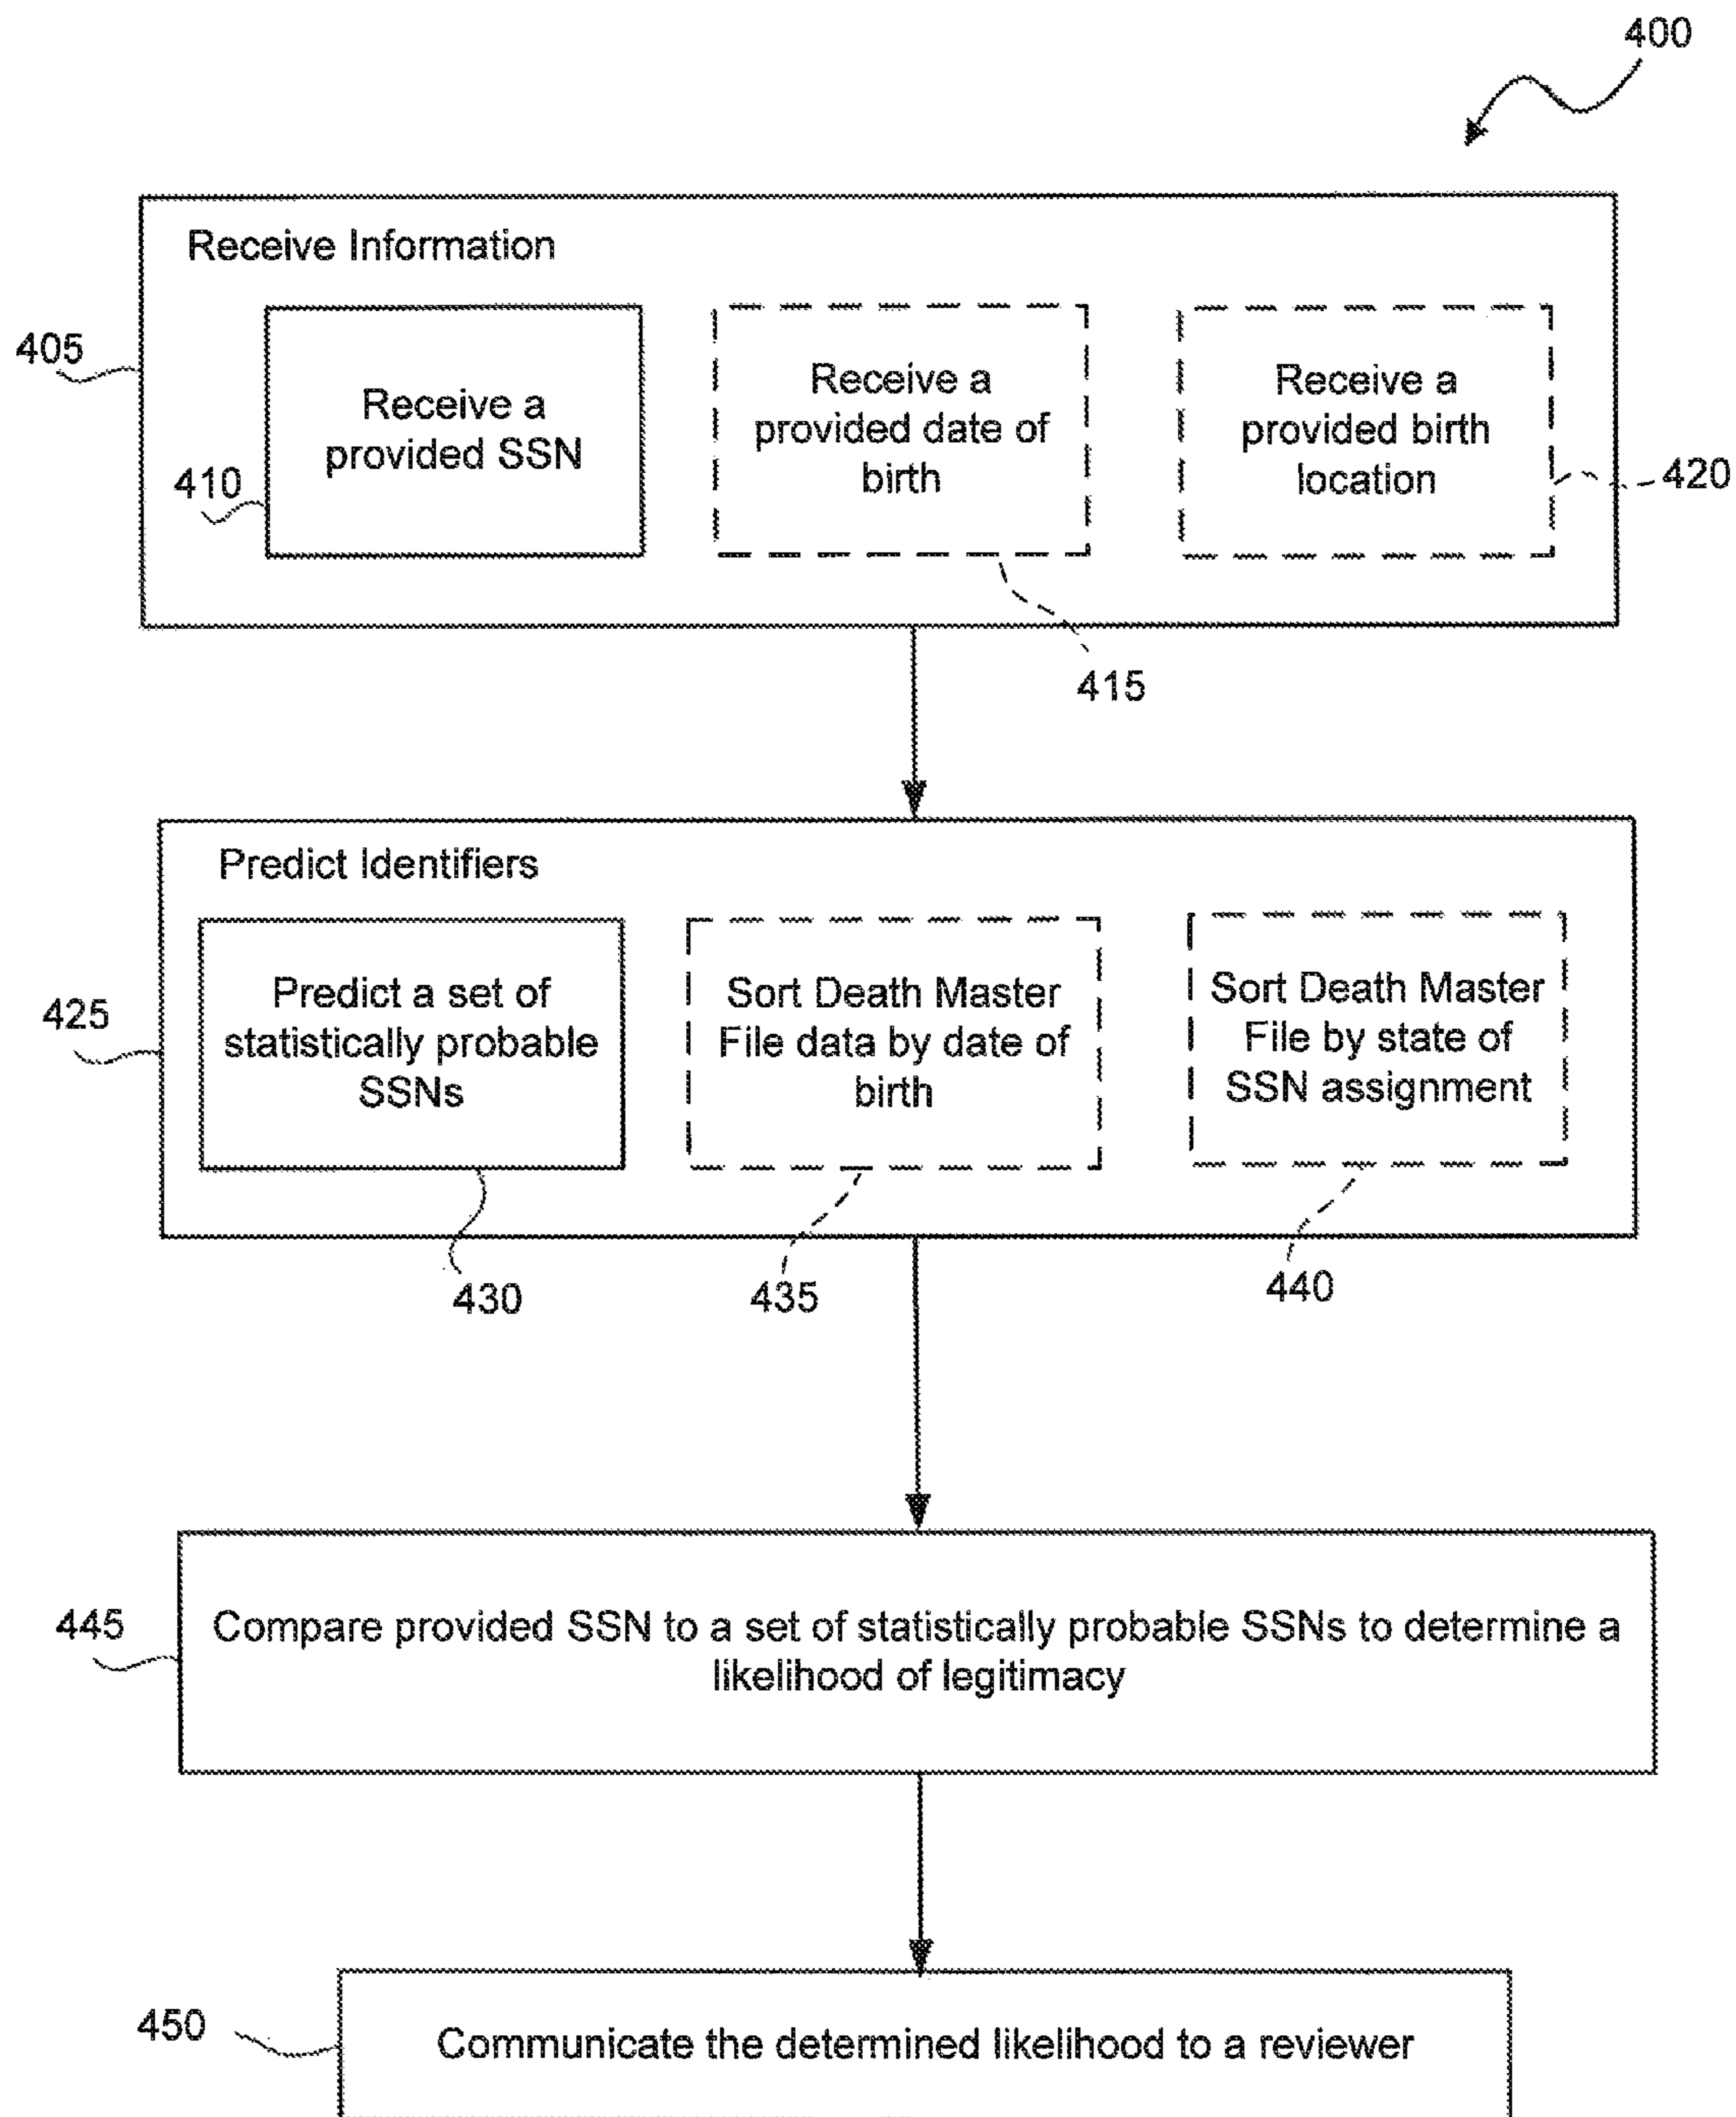 400
Receive Information
405
Receive a
provided SSN
410
Receive a
provided date of
birth
415
Receive a
provided birth
location
420
Predict Identifiers
425
Predict a set of
statistically probable
SSNs
430
Sort Death Master
File data by date of
birth
435
Sort Death Master
File by state of
SSN assignment
440
445
Compare provided SSN to a set of statistically probable SSNs to determine a
likelihood of legitimacy
450
Communicate the determined likelihood to a reviewer